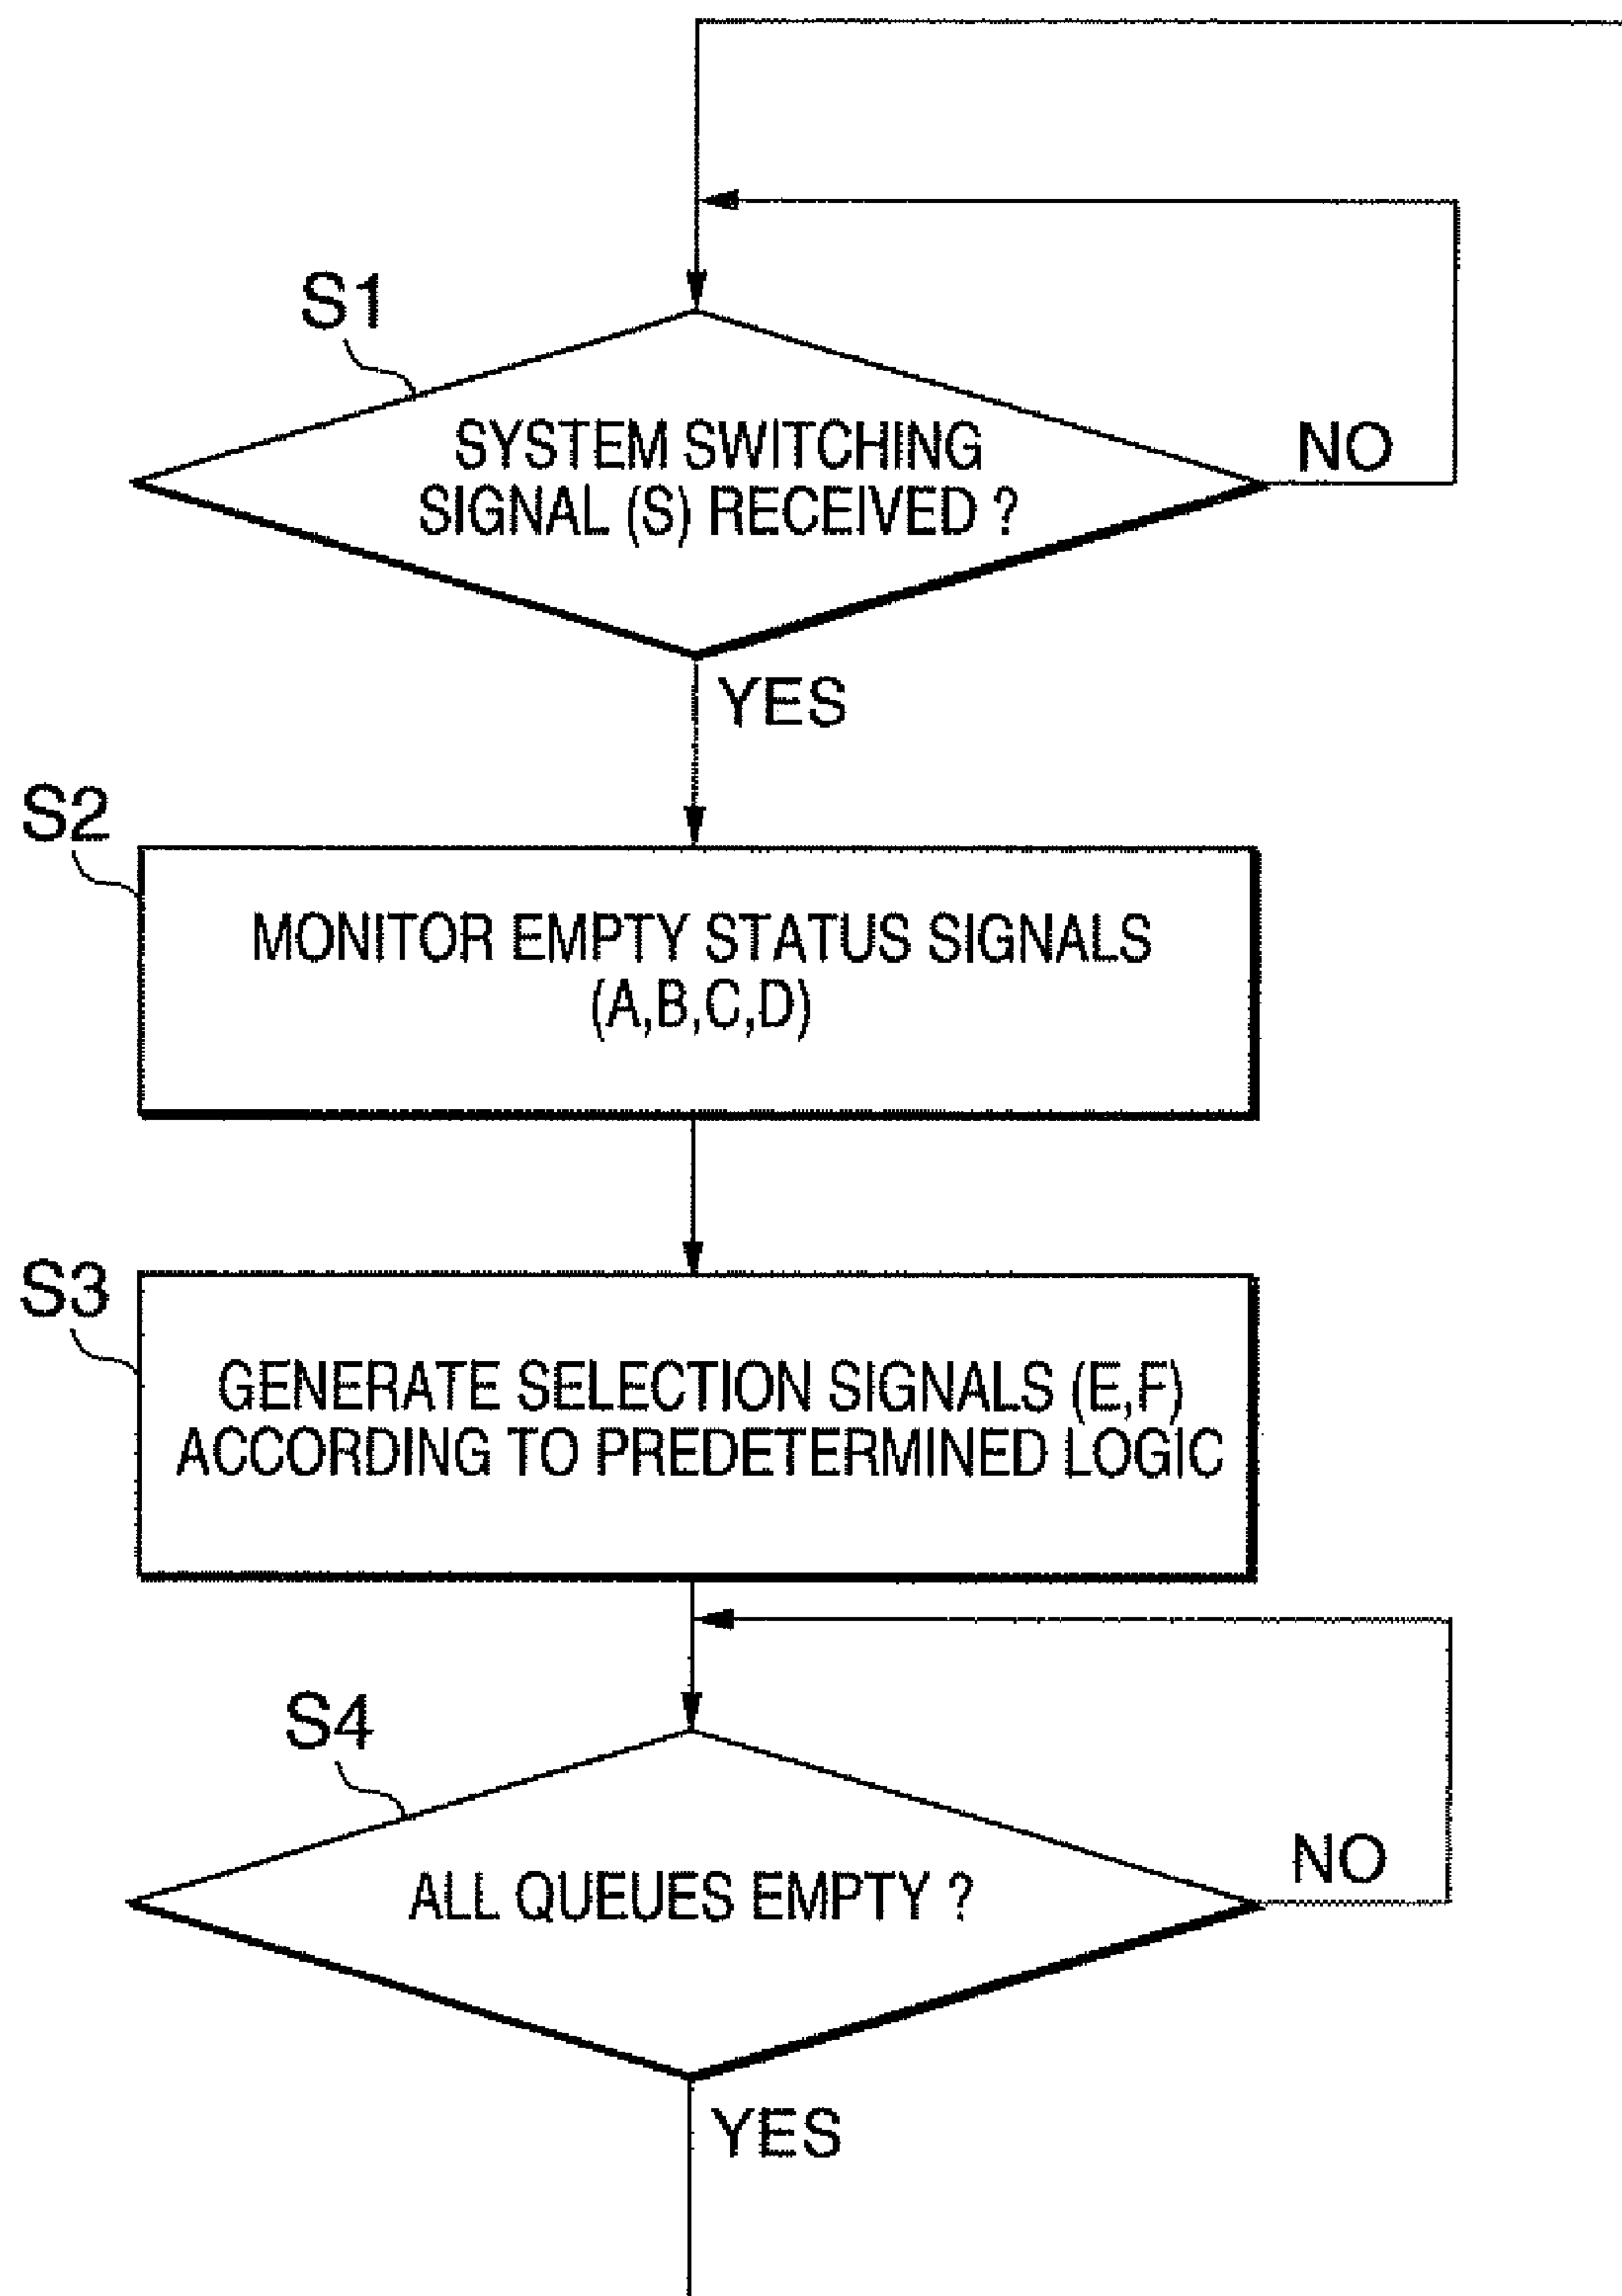 S1
SYSTEM SWITCHING
SIGNAL (S) RECEIVED ?
NO
YES
S2
MONITOR EMPTY STATUS SIGNALS
(A,B,C,D)
S3
GENERATE SELECTION SIGNALS (E,F)
ACCORDING TO PREDETERMINED LOGIC
S4
ALL QUEUES EMPTY ?
NO
YES